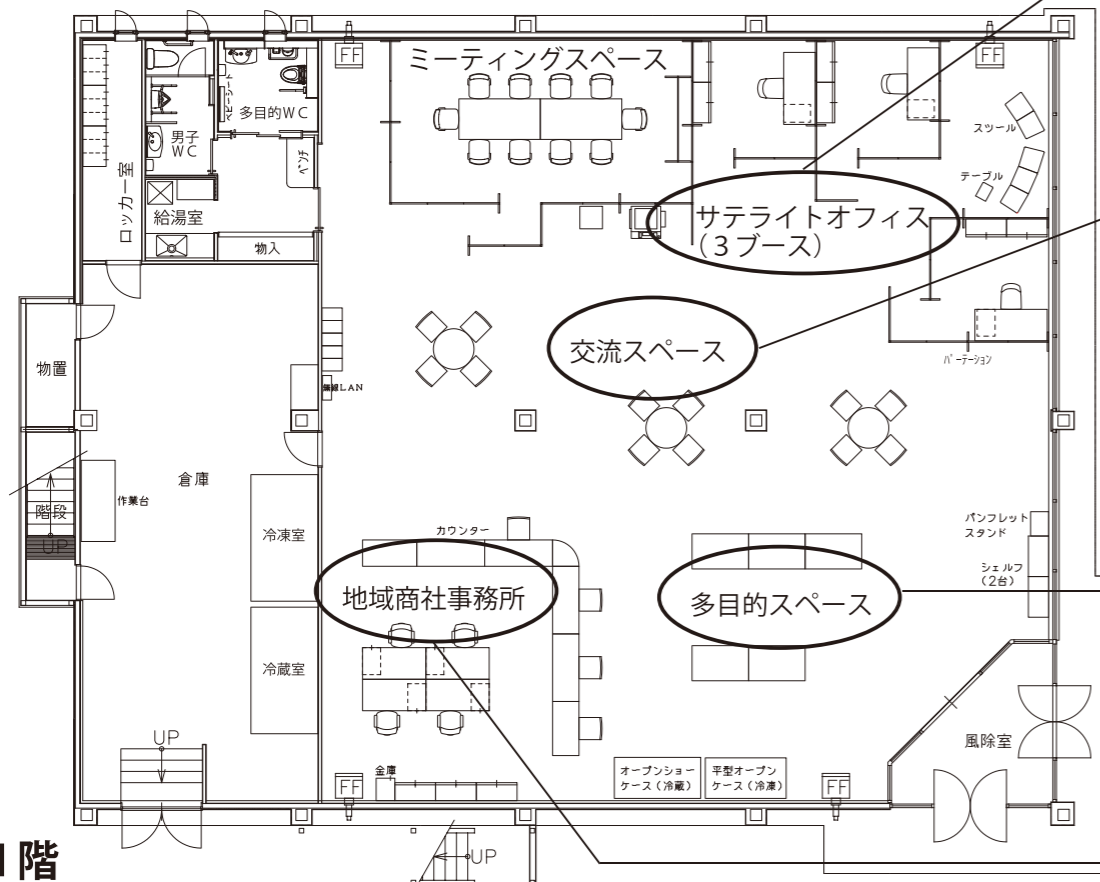 FF
ミーティングスペース
FF
ベビーシート
多目的WC
男子
WC
ベンチ
スツール
テーブル
ロッカー室
給湯室
物入
サテライトオフィス
(3ブース)
交流スペース
パーテーション
物置
無線LAN
倉庫
作業台
階段
UP
冷凍室
カウンター
パンフレット
スタンド
シェルフ
(2台)
地域商社事務所
多目的スペース
冷蔵室
UP
風除室
金庫
オープンショー
ケース(冷蔵)
平型オープン
ケース(冷凍)
FF
FF
UP
階